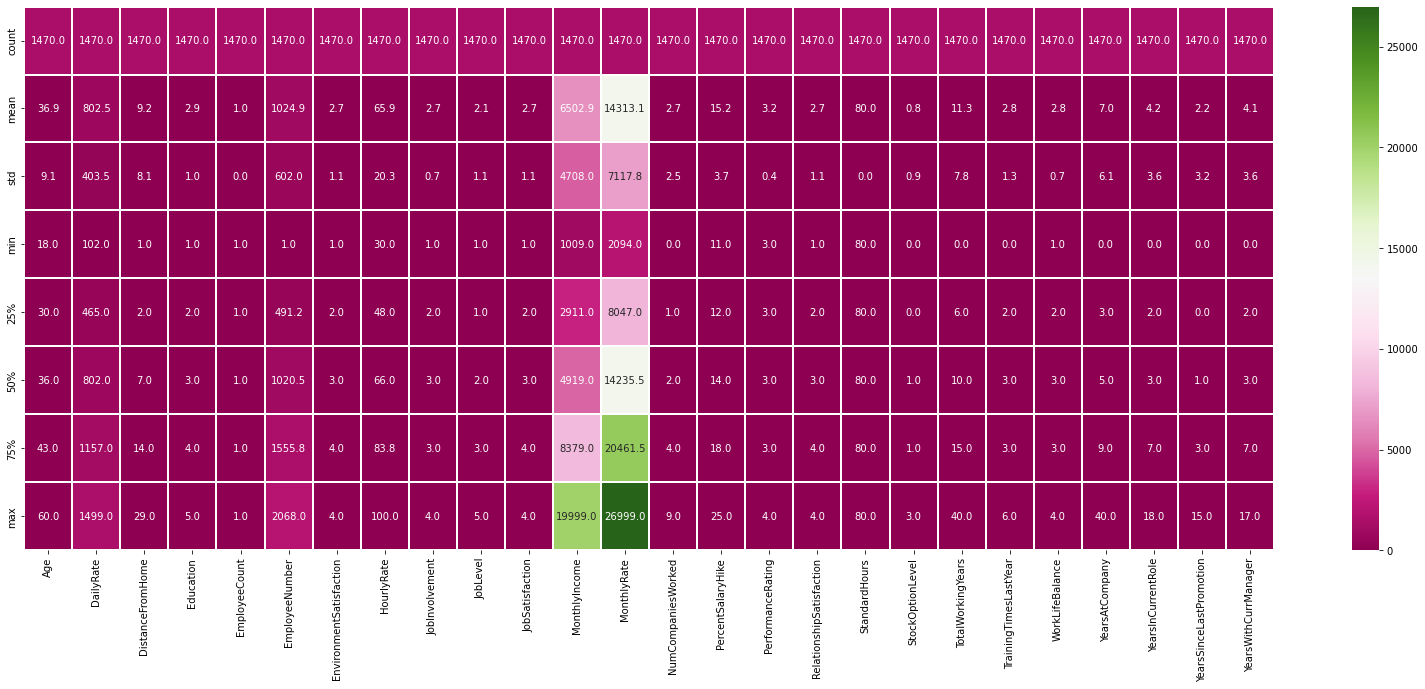 count 1470.0 1470.0 1470.0 1470.0 1470.0 1470.0 1470.0 1470.0 1470.0 1470.0 1470.0 1470.0 1470.0 1470.0 1470.0 1470.0 1470.0 1470.0 1470.0 1470.0 1470.0 1470.0 1470.0 1470.0 1470.0 1470.0
mean 36.9 802.5 9.2 2.9 1.0 1024.9 2.7 65.9 2.7 2.1 2.7 6502.9 14313.1 2.7 15.2 3.2 2.7 80.0 0.8 11.3 2.8 2.8 7.0 4.2 2.2 4.1
std 9.1 403.5 8.1 1.0 0.0 602.0 1.1 20.3 0.7 1.1 1.1 4708.0 7117.8 2.5 3.7 0.4 1.1 0.0 0.9 7.8 1.3 0.7 6.1 3.6 3.2 3.6
min 18.0 102.0 1.0 1.0 1.0 1.0 1.0 30.0 1.0 1.0 1.0 1009.0 2094.0 0.0 11.0 3.0 1.0 80.0 0.0 0.0 0.0 1.0 0.0 0.0 0.0 0.0
25% 30.0 465.0 2.0 2.0 1.0 491.2 2.0 48.0 2.0 1.0 2.0 2911.0 8047.0 1.0 12.0 3.0 2.0 80.0 0.0 6.0 2.0 2.0 3.0 2.0 0.0 2.0
50% 36.0 802.0 7.0 3.0 1.0 1020.5 3.0 66.0 3.0 2.0 3.0 4919.0 14235.5 2.0 14.0 3.0 3.0 80.0 1.0 10.0 3.0 3.0 5.0 3.0 1.0 3.0
75% 43.0 1157.0 14.0 4.0 1.0 1555.8 4.0 83.8 3.0 3.0 4.0 8379.0 20461.5 4.0 18.0 3.0 4.0 80.0 1.0 15.0 3.0 3.0 9.0 7.0 3.0 7.0
max 60.0 1499.0 29.0 5.0 1.0 2068.0 4.0 100.0 4.0 5.0 4.0 19999.0 26999.0 9.0 25.0 4.0 4.0 80.0 3.0 40.0 6.0 4.0 40.0 18.0 15.0 17.0
Age
DailyRate
DistanceFromHome
Education
EmployeeCount
EmployeeNumber
EnvironmentSatisfaction
HourlyRate
JobInvolvement
JobLevel
JobSatisfaction
MonthlyIncome
MonthlyRate
NumCompaniesWorked
PercentSalaryHike
PerformanceRating
RelationshipSatisfaction
StandardHours
StockOptionLevel
TotalWorkingYears
TrainingTimesLastYear
WorkLifeBalance
YearsAtCompany
YearsInCurrentRole
YearsSinceLastPromotion
YearsWithCurrManager
25000
20000
15000
10000
5000
0